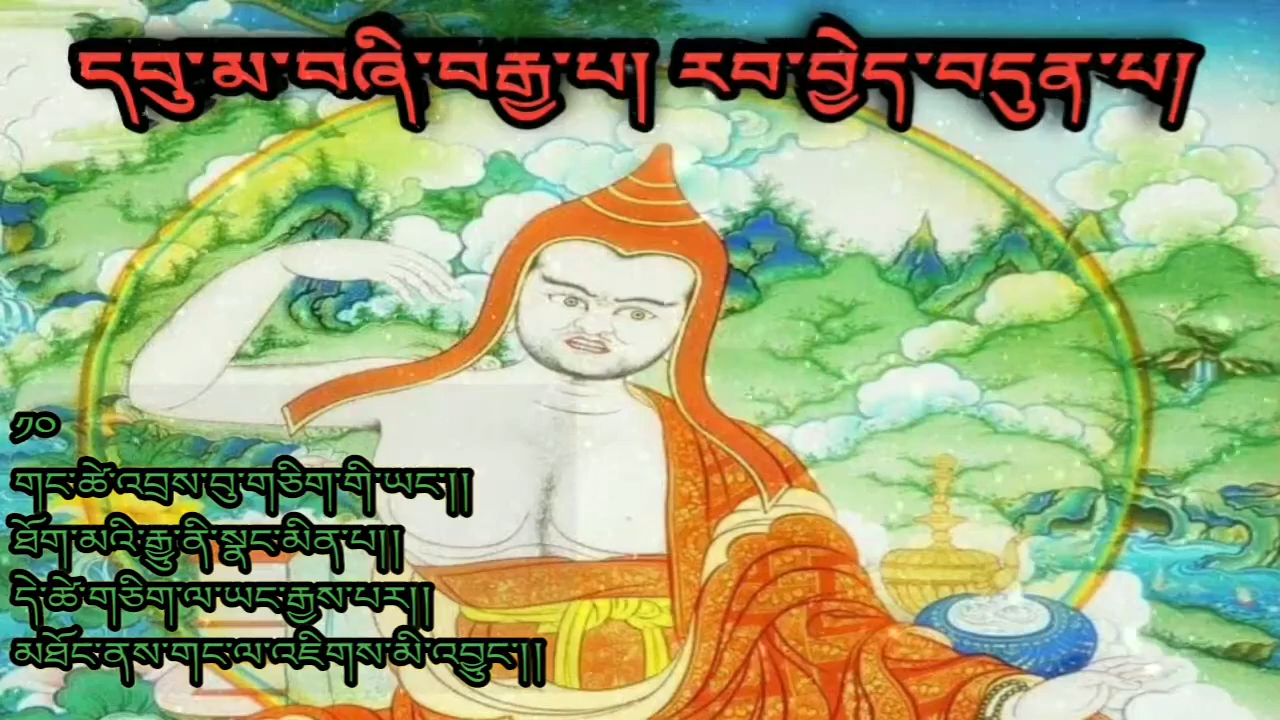 དབུ་མ་བཞི་བརྒྱ་པ། རབ་བྱེད་བདུན་པ།
༡༠
གང་ཚེ་འབྲས་བུ་གཅིག་གི་ཡང་།།
ཐོག་མའི་རྒྱུ་ནི་སྣང་མིན་པ།།
དེ་ཚེ་གཅིག་ལ་ཡང་རྒྱས་པར།།
མཐོང་ནས་གང་ལ་འཇིགས་མི་འབྱུང་།།